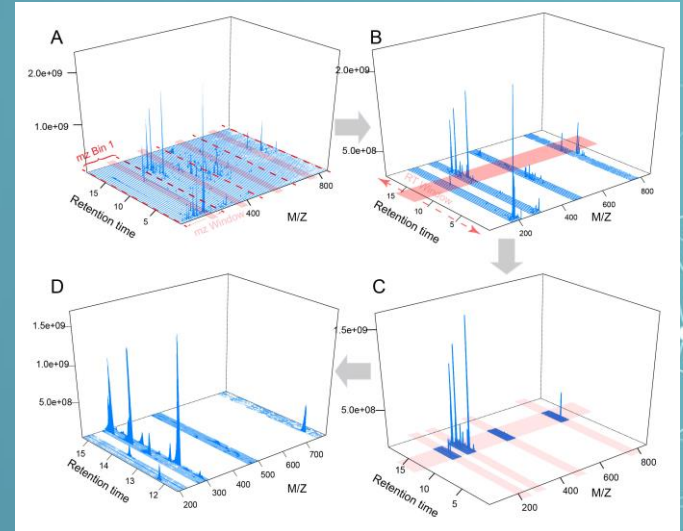 A
2.0e+09
1.0e+09
mz Bin 1
15
10
5
Retention time
mz Window
400
800
M/Z
B
2.0e+09
5.0e+08
RT Window
15
10
5
Retention time
200
400
600
800
M/Z
D
1.5e+09
1.0e+09
5.0e+08
15
14
13
12
Retention time
200
300
400
500
600
700
M/Z
C
1.5e+09
5.0e+08
15
10
5
Retention time
200
400
600
800
M/Z